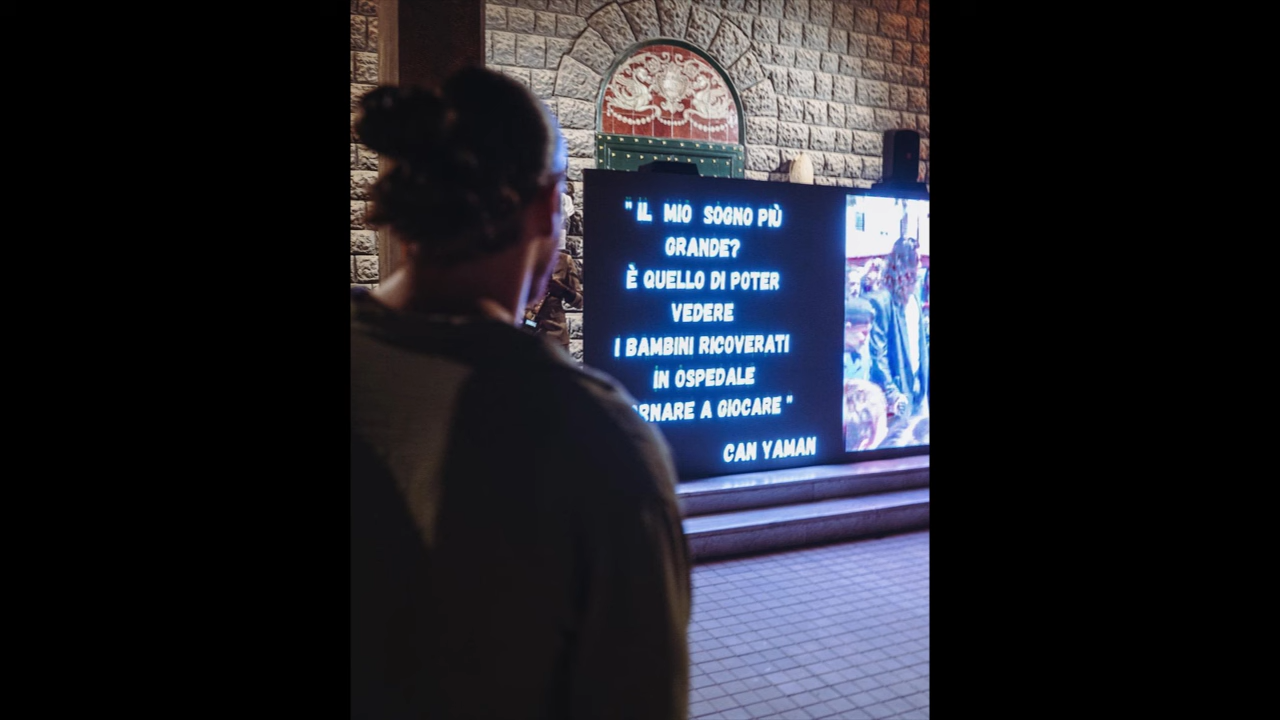 " IL MIO SOGNO PIÙ
GRANDE?
È QUELLO DI POTER
VEDERE
I BAMBINI RICOVERATI
IN OSPEDALE
A GIOCARE "
CAN YAMAN